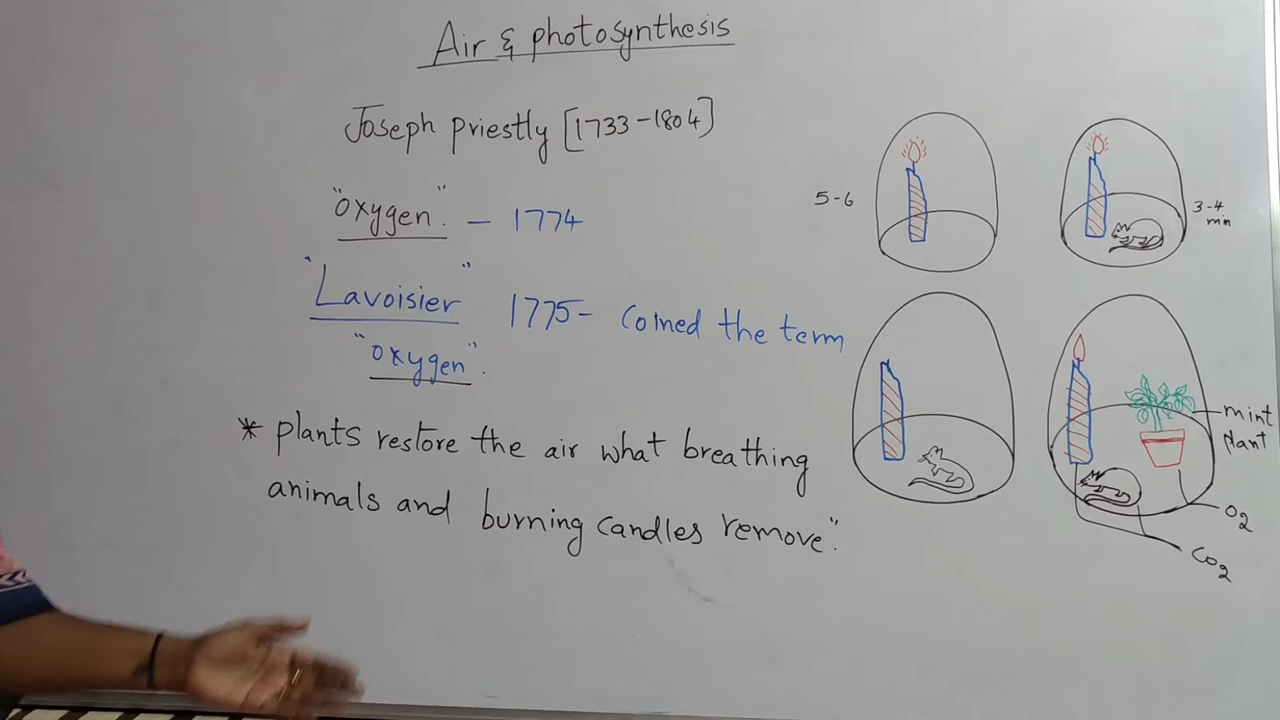 Air & photosynthesis
Joseph priestly [1733-1804]
"oxygen" - 1774
"Lavoisier" 1775- coined the term
"oxygen".
* plants restore the air what breathing
animals and burning candles remove".
5-6
3-4
min
mint
plant
O2
CO2